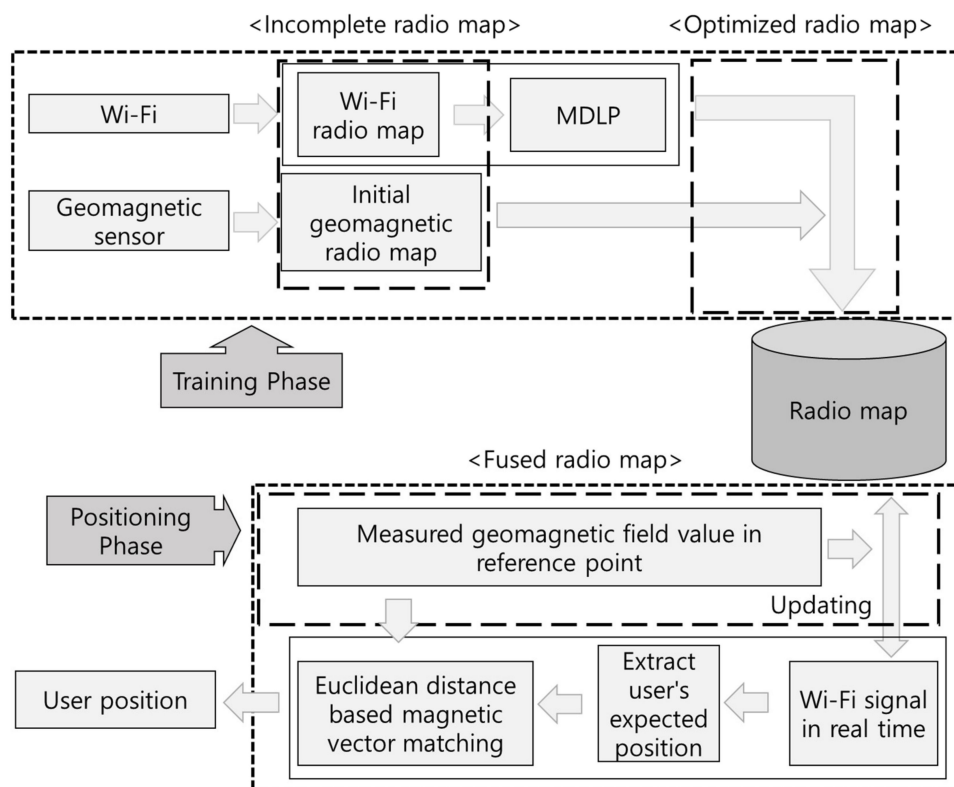 <Incomplete radio map>
<Optimized radio map>
Wi-Fi
Wi-Fi
radio map
MDLP
Geomagnetic
sensor
Initial
geomagnetic
radio map
Training Phase
Radio map
<Fused radio map>
Positioning
Phase
Measured geomagnetic field value in
reference point
Updating
User position
Euclidean distance
based magnetic
vector matching
Extract
user's
expected
position
Wi-Fi signal
in real time